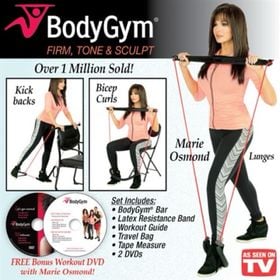 BodyGym®
FIRM, TONE & SCULPT
Over 1 Million Sold!
Kick
backs
Bicep
Curls
Marie
Osmond
Lunges
BodyGym
BodyGym
FREE Bonus Workout DVD
with Marie Osmond!
Set Includes:
• BodyGym® Bar
• Latex Resistance Band
• Workout Guide
• Travel Bag
• Tape Measure
• 2 DVDs
AS SEEN ON
TV